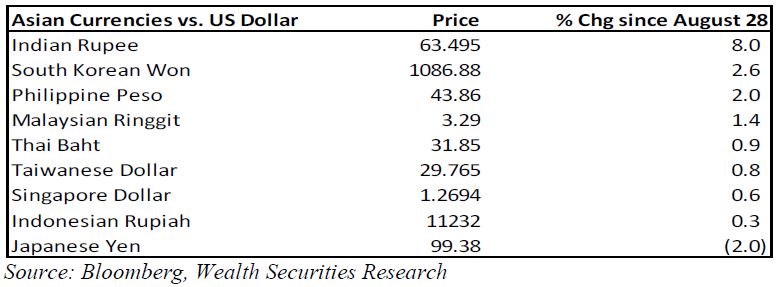 Asian Currencies vs. US Dollar Price % Chg since August 28
Indian Rupee 63.495 8.0
South Korean Won 1086.88 2.6
Philippine Peso 43.86 2.0
Malaysian Ringgit 3.29 1.4
Thai Baht 31.85 0.9
Taiwanese Dollar 29.765 0.8
Singapore Dollar 1.2694 0.6
Indonesian Rupiah 11232 0.3
Japanese Yen 99.38 (2.0)
Source: Bloomberg, Wealth Securities Research